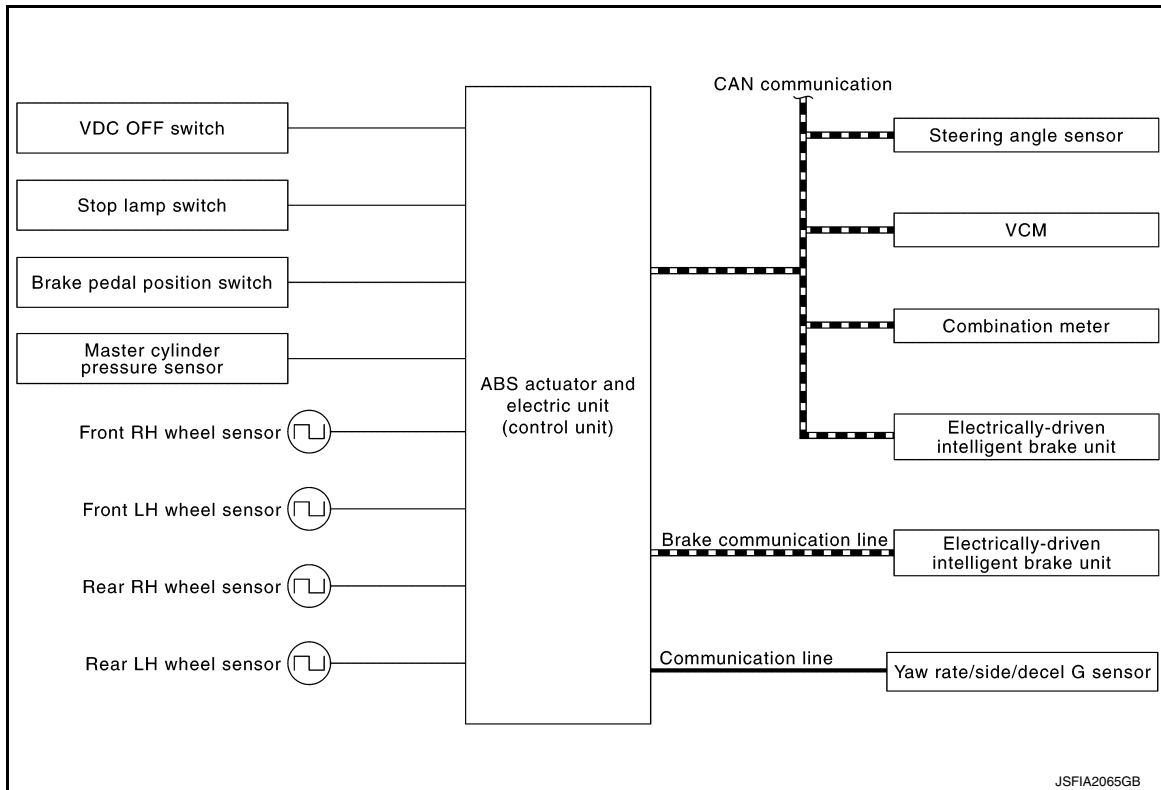 VDC OFF switch
Stop lamp switch
Brake pedal position switch
Master cylinder
pressure sensor
Front RH wheel sensor
Front LH wheel sensor
Rear RH wheel sensor
Rear LH wheel sensor
ABS actuator and
electric unit
(control unit)
CAN communication
Steering angle sensor
VCM
Combination meter
Electrically-driven
intelligent brake unit
Brake communication line
Electrically-driven
intelligent brake unit
Communication line
Yaw rate/side/decel G sensor
JSFIA2065GB